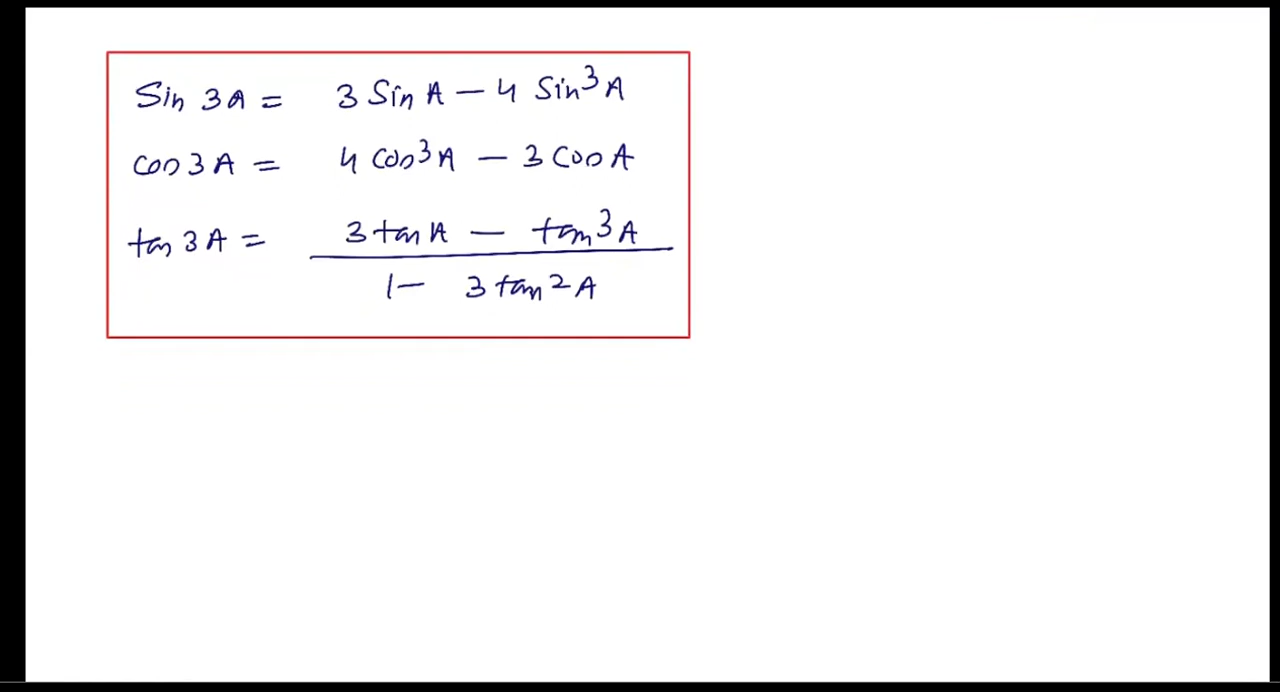 Sin 3A = 3 Sin A − 4 Sin³A
cos 3A = 4 cos³A − 3 cos A
tan 3A = 3 tan A − tan³A
1 − 3 tan²A